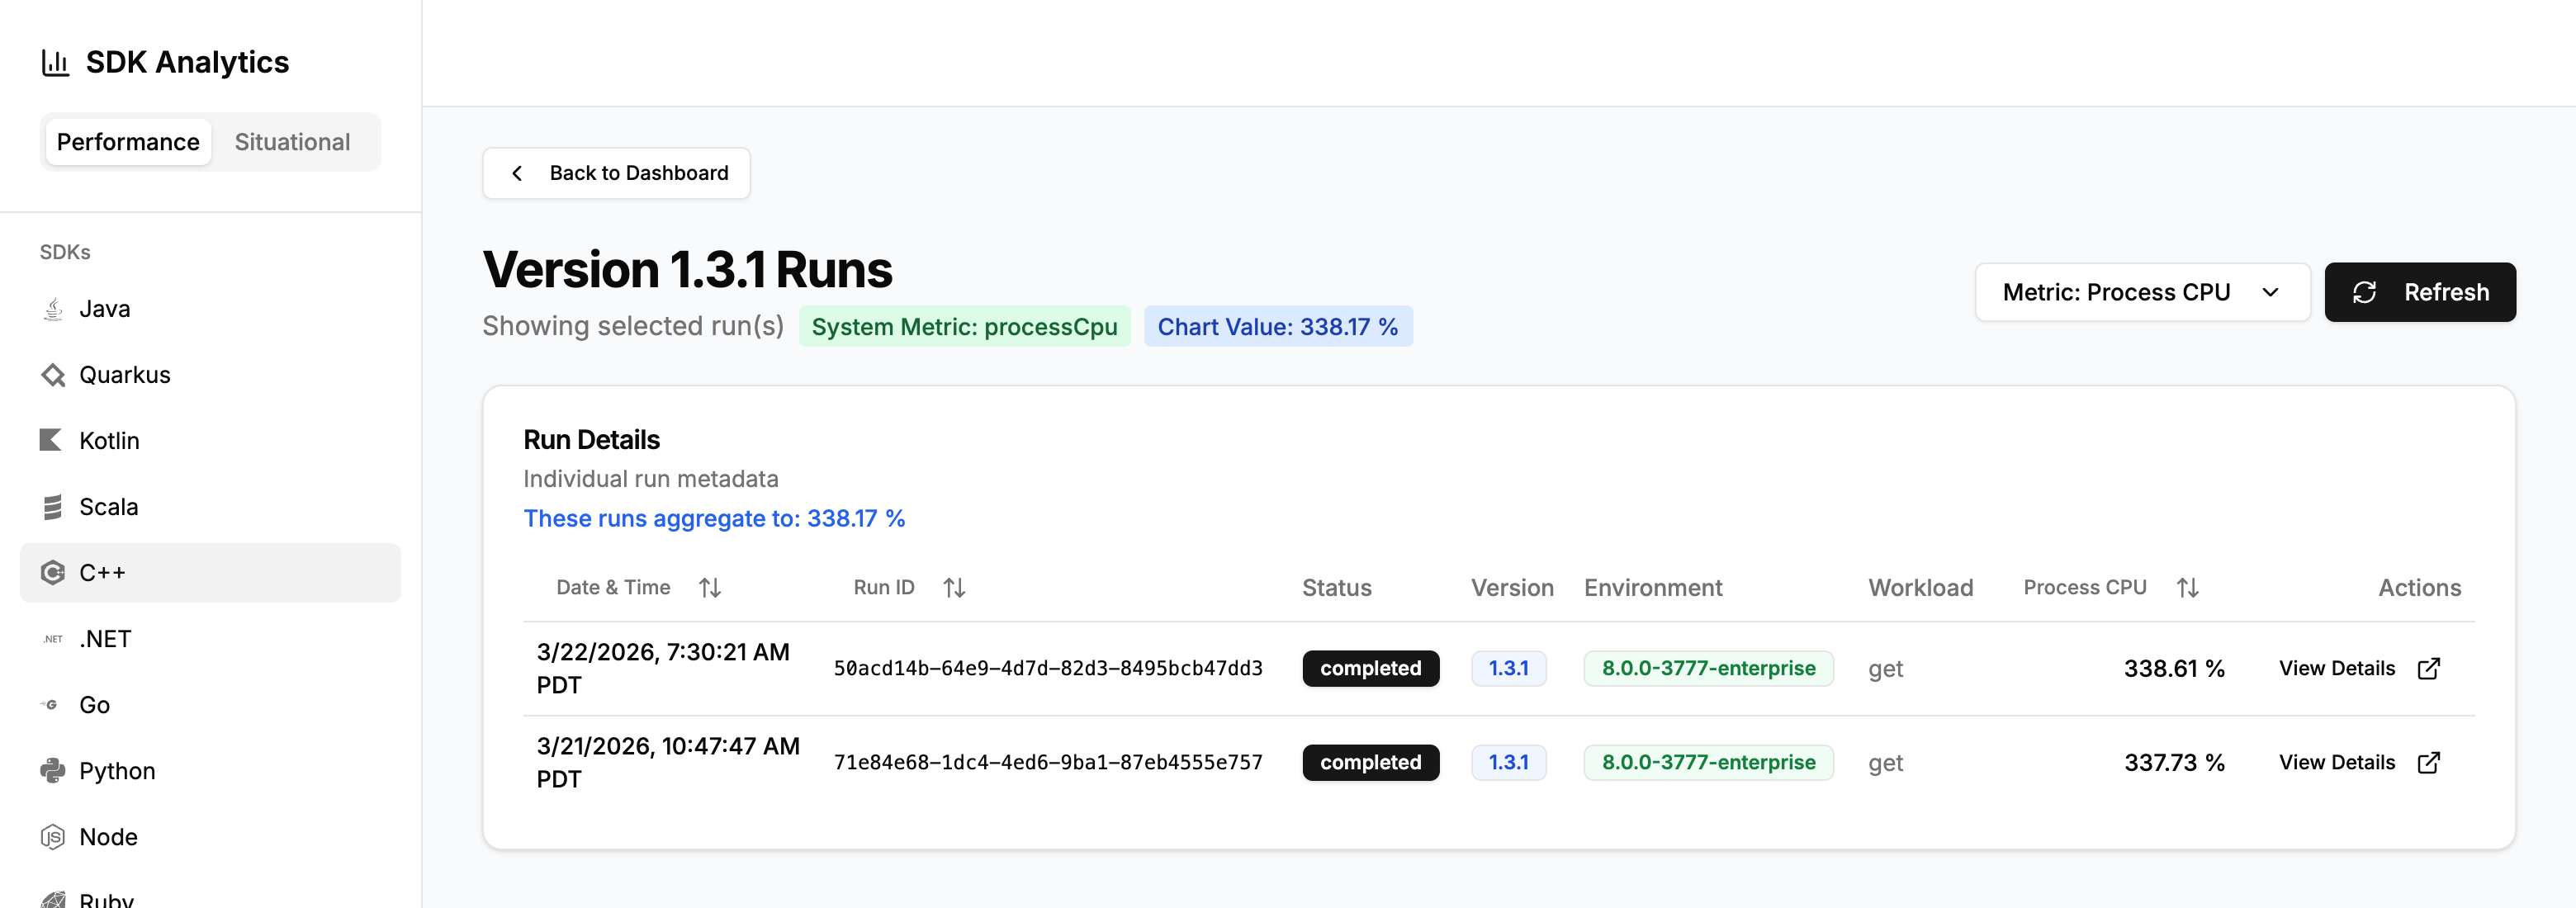 SDK Analytics
Performance Situational
SDKs
Java
Quarkus
Kotlin
Scala
C++
.NET .NET
Go
Python
Node
Ruby
Back to Dashboard
Version 1.3.1 Runs
Showing selected run(s) System Metric: processCpu Chart Value: 338.17 %
Metric: Process CPU Refresh
Run Details
Individual run metadata
These runs aggregate to: 338.17 %
Date & Time Run ID Status Version Environment Workload Process CPU Actions
3/22/2026, 7:30:21 AM PDT 50acd14b-64e9-4d7d-82d3-8495bcb47dd3 completed 1.3.1 8.0.0-3777-enterprise get 338.61 % View Details
3/21/2026, 10:47:47 AM PDT 71e84e68-1dc4-4ed6-9ba1-87eb4555e757 completed 1.3.1 8.0.0-3777-enterprise get 337.73 % View Details